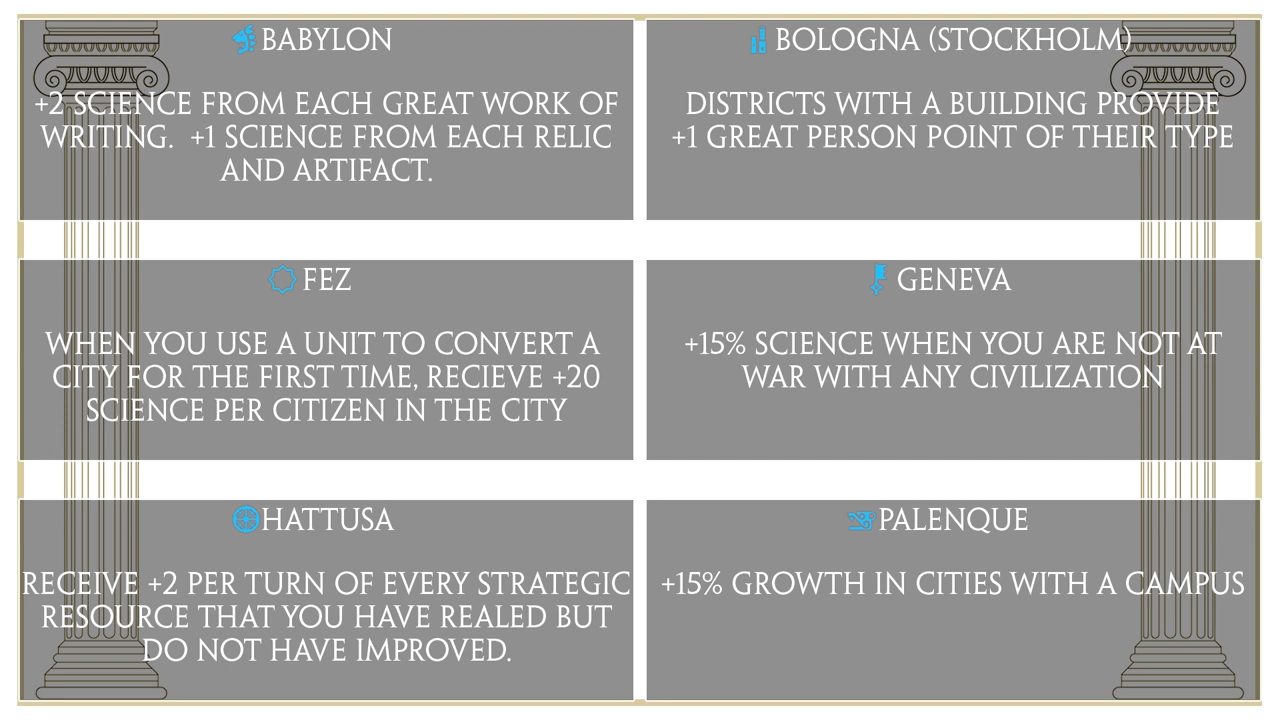 BABYLON
+2 SCIENCE FROM EACH GREAT WORK OF
WRITING.  +1 SCIENCE FROM EACH RELIC
AND ARTIFACT.
BOLOGNA (STOCKHOLM)
DISTRICTS WITH A BUILDING PROVIDE
+1 GREAT PERSON POINT OF THEIR TYPE
FEZ
WHEN YOU USE A UNIT TO CONVERT A
CITY FOR THE FIRST TIME, RECIEVE +20
SCIENCE PER CITIZEN IN THE CITY
GENEVA
+15% SCIENCE WHEN YOU ARE NOT AT
WAR WITH ANY CIVILIZATION
HATTUSA
RECEIVE +2 PER TURN OF EVERY STRATEGIC
RESOURCE THAT YOU HAVE REALED BUT
DO NOT HAVE IMPROVED.
PALENQUE
+15% GROWTH IN CITIES WITH A CAMPUS